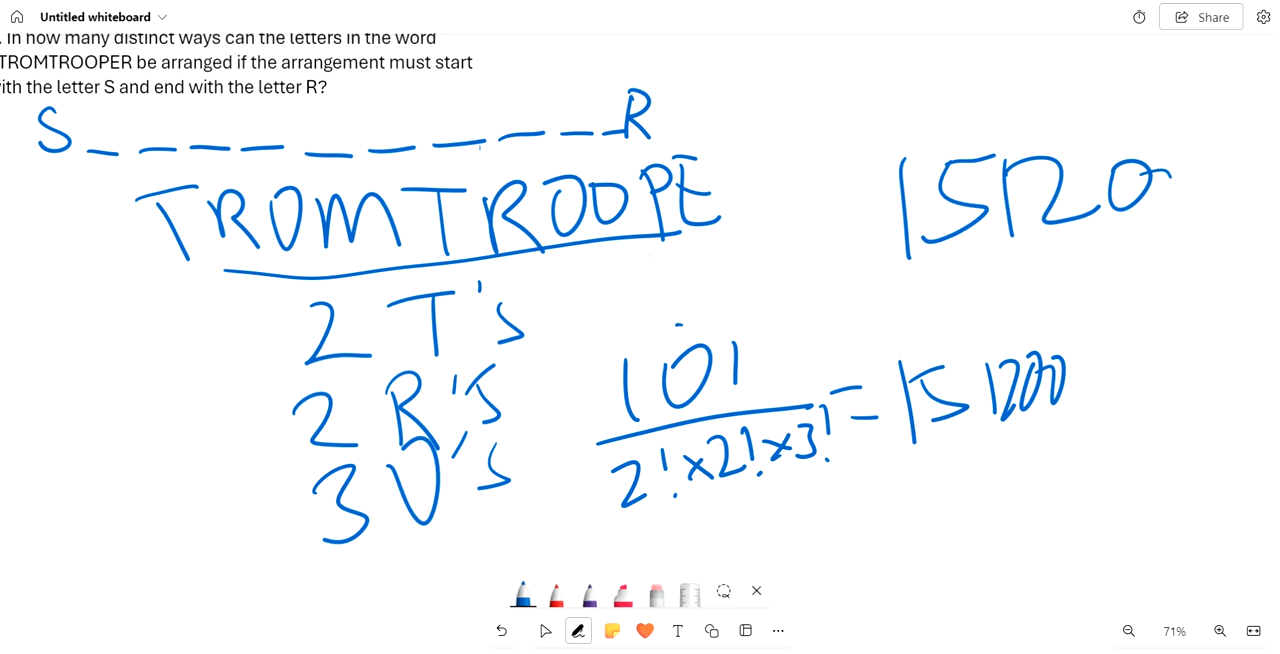 Untitled whiteboard
Share
. In how many distinct ways can the letters in the word
TROMTROOPER be arranged if the arrangement must start
ith the letter S and end with the letter R?
S _ _ _ _ _ _ _ _ _ _ R
TROMTROOPE
15120
2 T's
2 R's
3 O's
10!
2! x 2! x 3!
= 151200
71%